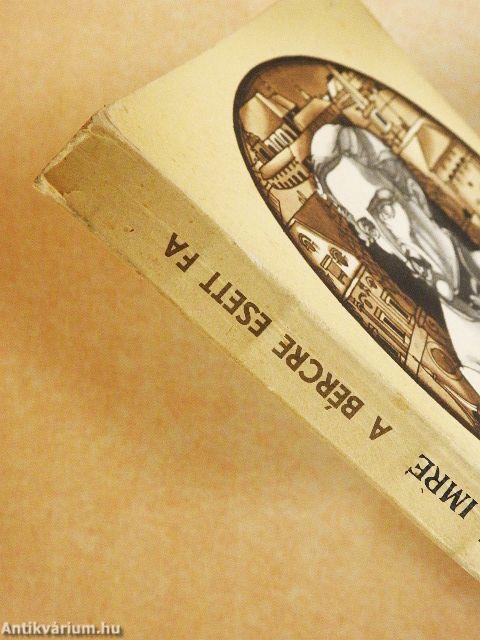 IMRE
A BÉRCRE ESETT FA
Antikvárium.hu